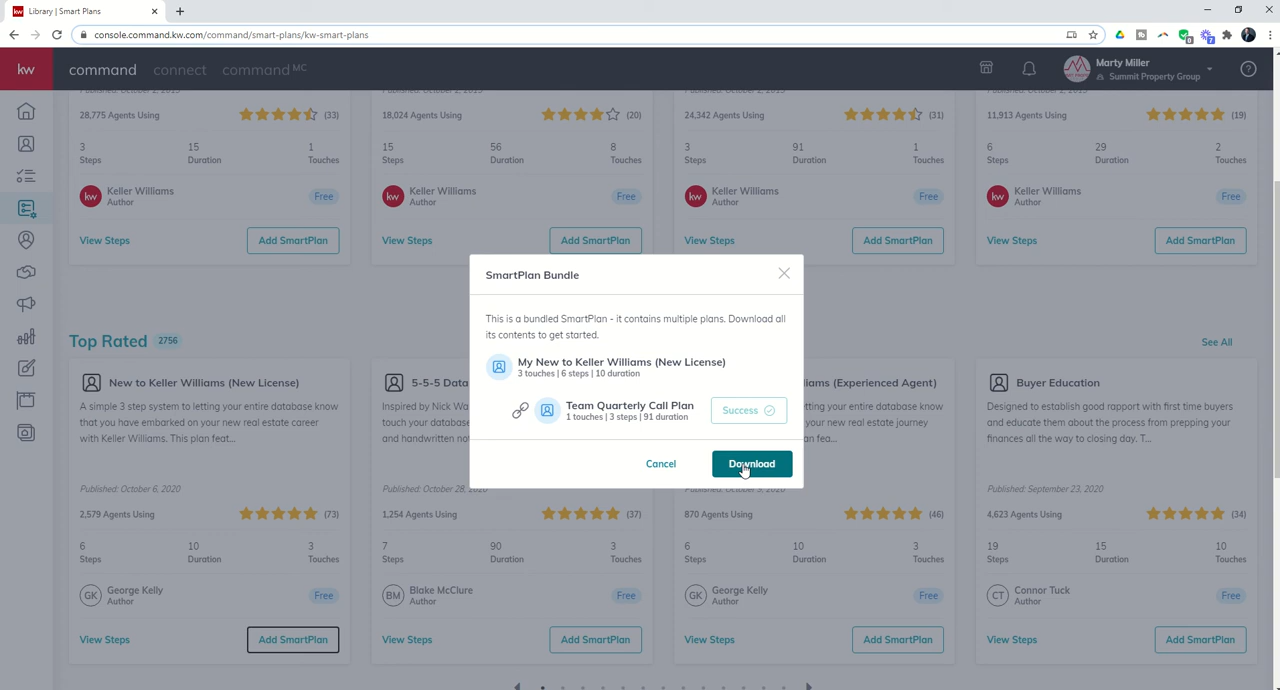 kw Library | Smart Plans
console.command.kw.com/command/smart-plans/kw-smart-plans
kw command connect command MC
Marty Miller
Summit Property Group
28,775 Agents Using (33)
3 15 1
Steps Duration Touches
kw Keller Williams Free
Author
View Steps Add SmartPlan
18,024 Agents Using (20)
15 56 8
Steps Duration Touches
kw Keller Williams Free
Author
View Steps Add SmartPlan
24,342 Agents Using (31)
3 91 1
Steps Duration Touches
kw Keller Williams Free
Author
View Steps Add SmartPlan
11,913 Agents Using (19)
6 29 2
Steps Duration Touches
kw Keller Williams Free
Author
View Steps Add SmartPlan
SmartPlan Bundle
This is a bundled SmartPlan - it contains multiple plans. Download all
its contents to get started.
My New to Keller Williams (New License)
3 touches | 6 steps | 10 duration
Team Quarterly Call Plan
1 touches | 3 steps | 91 duration
Success
Cancel Download
Top Rated 2756 See All
New to Keller Williams (New License)
A simple 3 step system to letting your entire database know
that you have embarked on your new real estate career
with Keller Williams. This plan feat...
Published: October 6, 2020
2,579 Agents Using (73)
6 10 3
Steps Duration Touches
GK George Kelly Free
Author
View Steps Add SmartPlan
5-5-5 Data
Inspired by Nick Wa
touch your databas
and handwritten no
Published: October 28, 2020
1,254 Agents Using (37)
7 90 3
Steps Duration Touches
BM Blake McClure Free
Author
View Steps Add SmartPlan
iams (Experienced Agent)
your entire database know
your new real estate journey
an fea...
870 Agents Using (46)
6 10 3
Steps Duration Touches
GK George Kelly Free
Author
View Steps Add SmartPlan
Buyer Education
Designed to establish good rapport with first time buyers
and educate them about the process from prepping your
finances all the way to closing day. T...
Published: September 23, 2020
4,623 Agents Using (34)
19 15 10
Steps Duration Touches
CT Connor Tuck Free
Author
View Steps Add SmartPlan